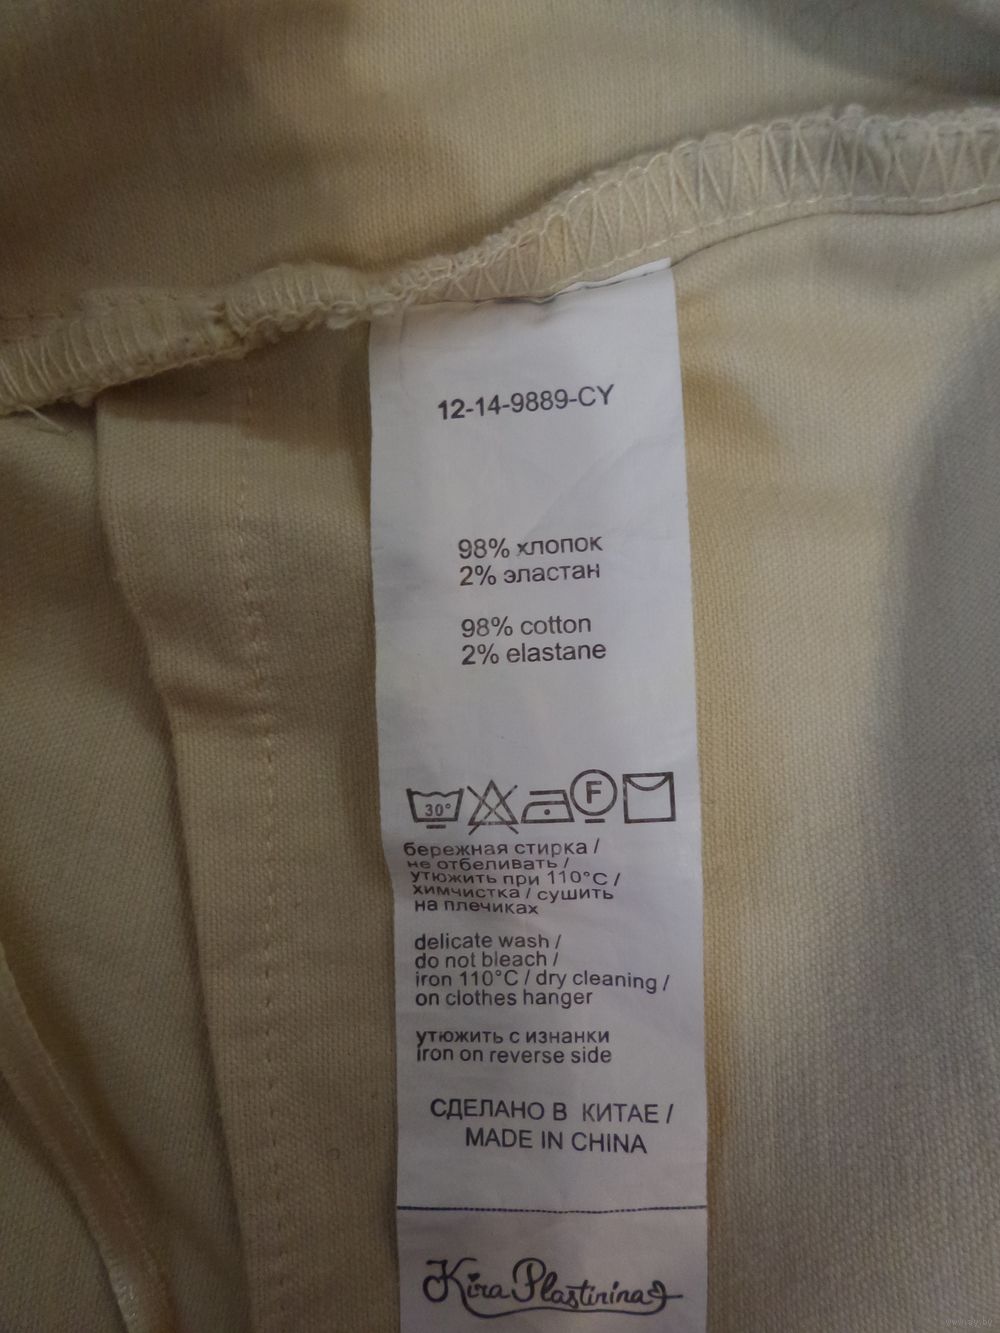 12-14-9889-CY
98% хлопок
2% эластан
98% cotton
2% elastane
30° F
бережная стирка /
не отбеливать /
утюжить при 110°C /
химчистка / сушить
на плечиках
delicate wash /
do not bleach /
iron 110°C / dry cleaning /
on clothes hanger
утюжить с изнанки
iron on reverse side
СДЕЛАНО В КИТАЕ /
MADE IN CHINA
Kira Plastinina